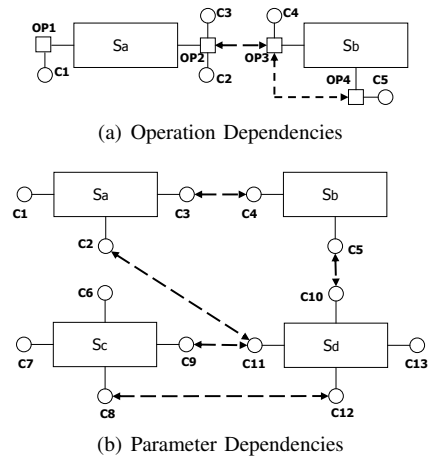 OP1
Sa
C3
C4
Sb
C1
OP2
C2
OP3
OP4
C5
(a) Operation Dependencies
Sa
Sb
C1
C3
C4
C2
C5
C6
C10
Sc
Sd
C7
C9
C11
C13
C8
C12
(b) Parameter Dependencies